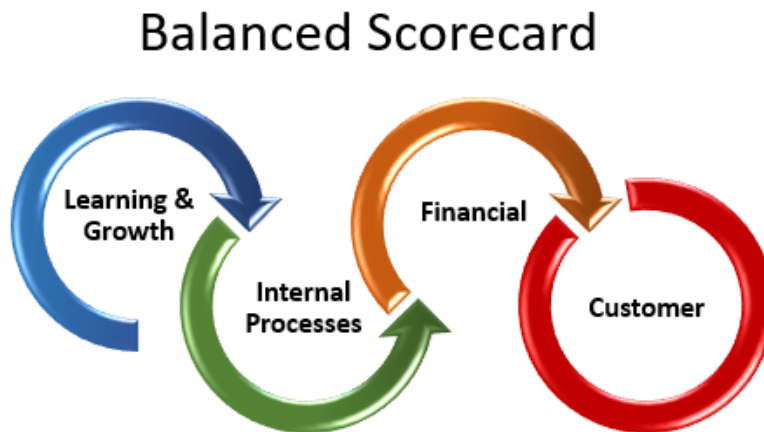 Balanced Scorecard
Learning &
Growth
Internal
Processes
Financial
Customer